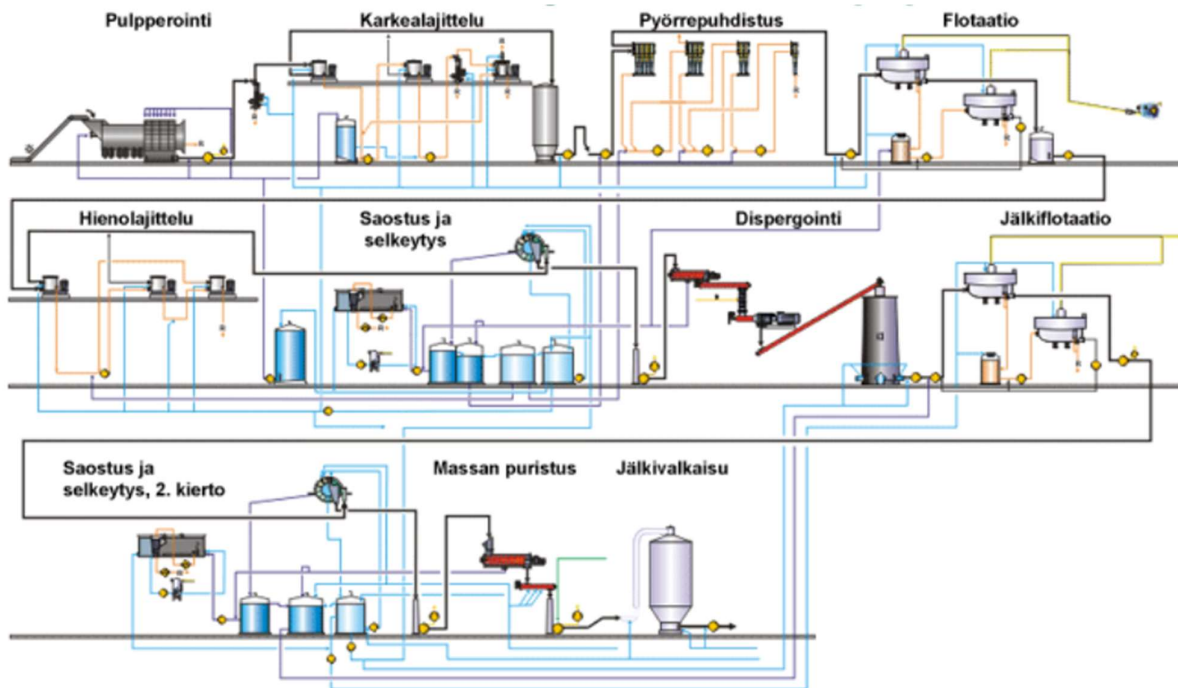 Pulpperointi
Karkealajittelu
Pyörrepuhdistus
Flotaatio
Hienolajittelu
Saostus ja
selkeytys
Dispergointi
Jälkiflotaatio
Saostus ja
selkeytys, 2. kierto
Massan puristus
Jälkivalkaisu